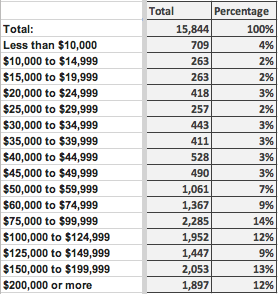 Total Percentage
Total: 15,844 100%
Less than $10,000 709 4%
$10,000 to $14,999 263 2%
$15,000 to $19,999 263 2%
$20,000 to $24,999 418 3%
$25,000 to $29,999 257 2%
$30,000 to $34,999 443 3%
$35,000 to $39,999 411 3%
$40,000 to $44,999 528 3%
$45,000 to $49,999 490 3%
$50,000 to $59,999 1,061 7%
$60,000 to $74,999 1,367 9%
$75,000 to $99,999 2,285 14%
$100,000 to $124,999 1,952 12%
$125,000 to $149,999 1,447 9%
$150,000 to $199,999 2,053 13%
$200,000 or more 1,897 12%